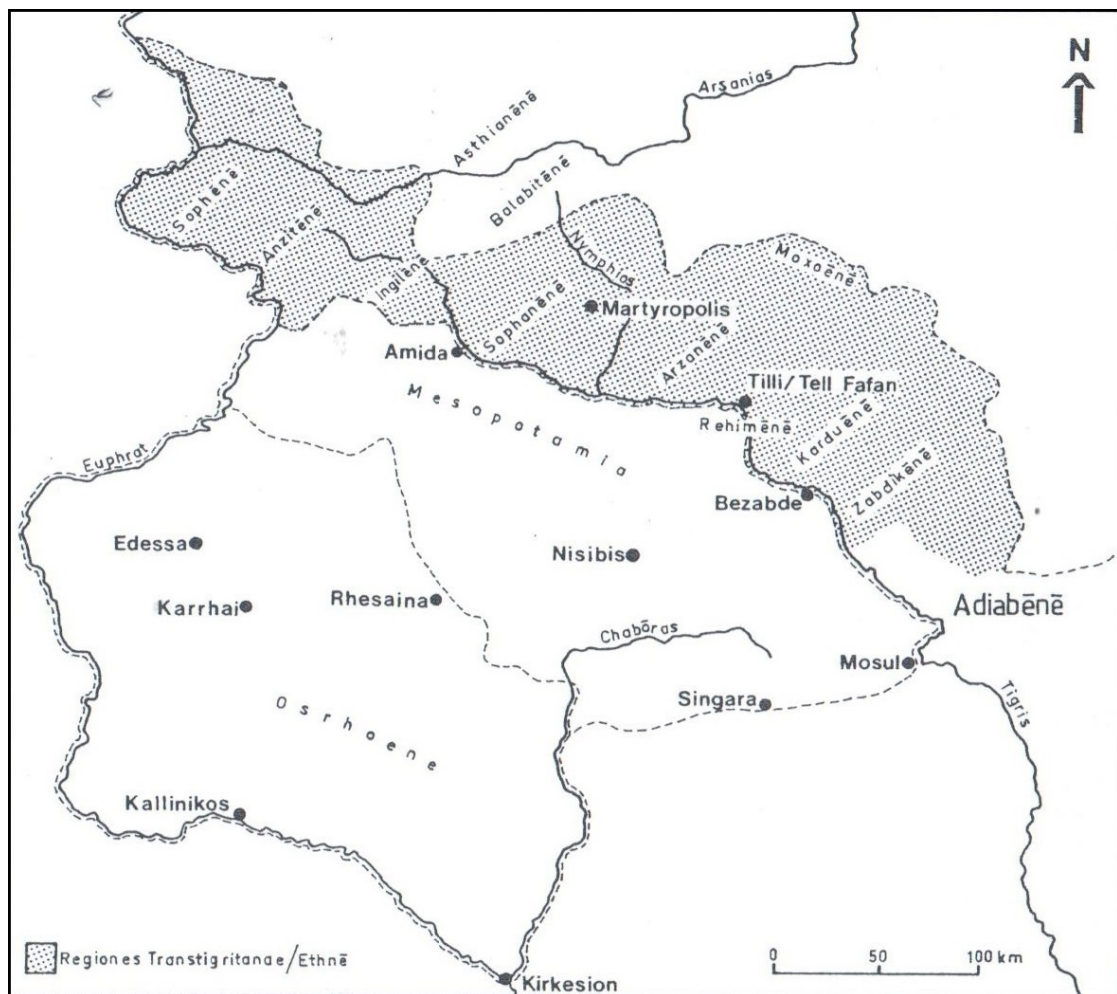 N
Arsanias
Asthianēnē
Balabitēnē
Sophēnē
Anzitēnē
Nymphios
Moxoēnē
Ingilēnē
Sophanēnē
Martyropolis
Arzanēnē
Amida
Tilli/Tell Fafan
Mesopotamia
Rehimēnē
Karduēnē
Zabdikēnē
Euphrat
Bezabde
Edessa
Nisibis
Karrhai
Rhesaina
Adiabēnē
Chabōras
Mosul
Singara
Tigris
Osrhoene
Kallinikos
Regiones Transtigritanae/Ethnē
0 50 100 km
Kirkesion